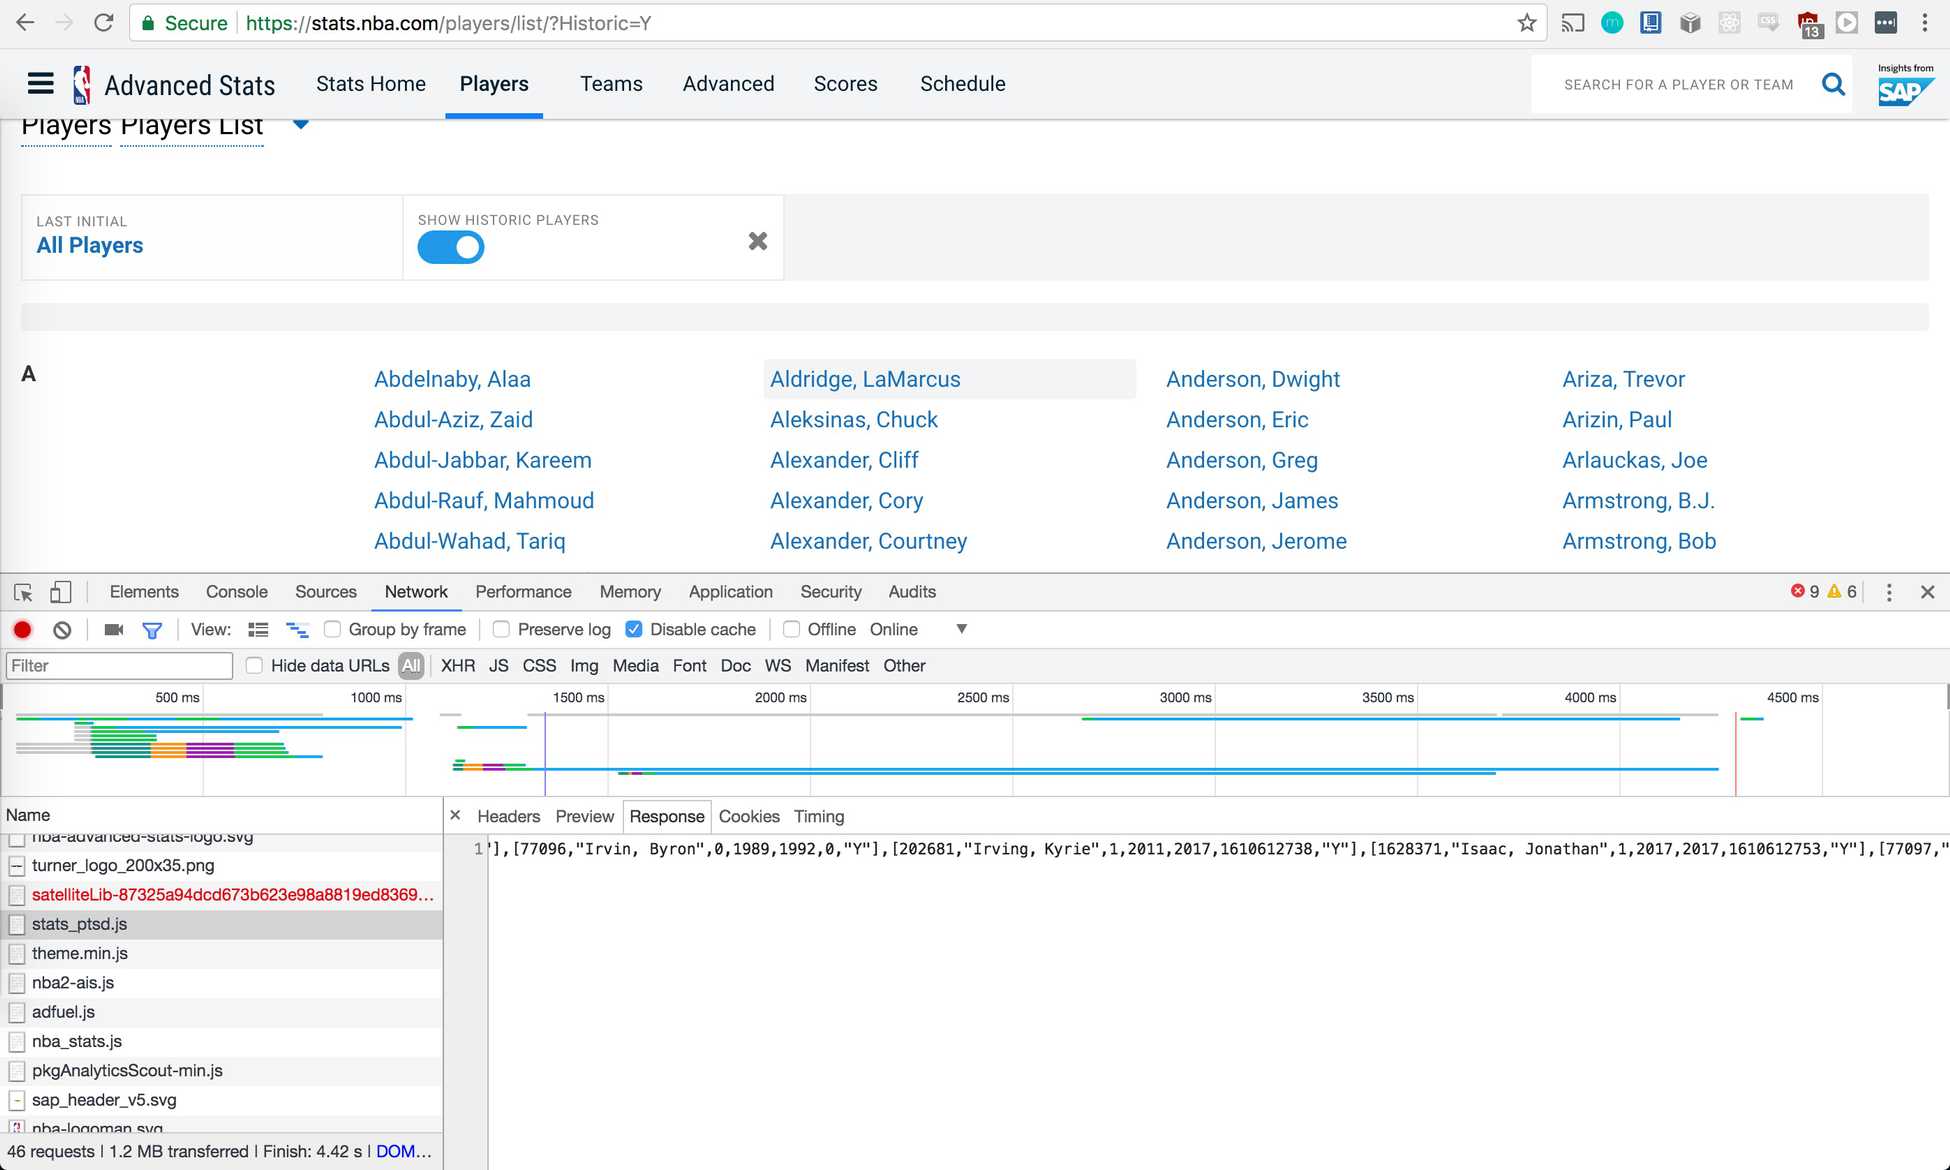 Secure https://stats.nba.com/players/list/?Historic=Y
13
Advanced Stats Stats Home Players Teams Advanced Scores Schedule SEARCH FOR A PLAYER OR TEAM Insights from SAP
Players Players List
LAST INITIAL
All Players
SHOW HISTORIC PLAYERS
A
Abdelnaby, Alaa Aldridge, LaMarcus Anderson, Dwight Ariza, Trevor
Abdul-Aziz, Zaid Aleksinas, Chuck Anderson, Eric Arizin, Paul
Abdul-Jabbar, Kareem Alexander, Cliff Anderson, Greg Arlauckas, Joe
Abdul-Rauf, Mahmoud Alexander, Cory Anderson, James Armstrong, B.J.
Abdul-Wahad, Tariq Alexander, Courtney Anderson, Jerome Armstrong, Bob
Elements Console Sources Network Performance Memory Application Security Audits 9 6
View: Group by frame Preserve log Disable cache Offline Online
Filter Hide data URLs All XHR JS CSS Img Media Font Doc WS Manifest Other
500 ms 1000 ms 1500 ms 2000 ms 2500 ms 3000 ms 3500 ms 4000 ms 4500 ms
Name
nba-advanced-stats-logo.svg
turner_logo_200x35.png
satelliteLib-87325a94dcd673b623e98a8819ed8369…
stats_ptsd.js
theme.min.js
nba2-ais.js
adfuel.js
nba_stats.js
pkgAnalyticsScout-min.js
sap_header_v5.svg
nba-logoman.svg
46 requests | 1.2 MB transferred | Finish: 4.42 s | DOM…
Headers Preview Response Cookies Timing
1 "],[77096,"Irvin, Byron",0,1989,1992,0,"Y"],[202681,"Irving, Kyrie",1,2011,2017,1610612738,"Y"],[1628371,"Isaac, Jonathan",1,2017,2017,1610612753,"Y"],[77097,"